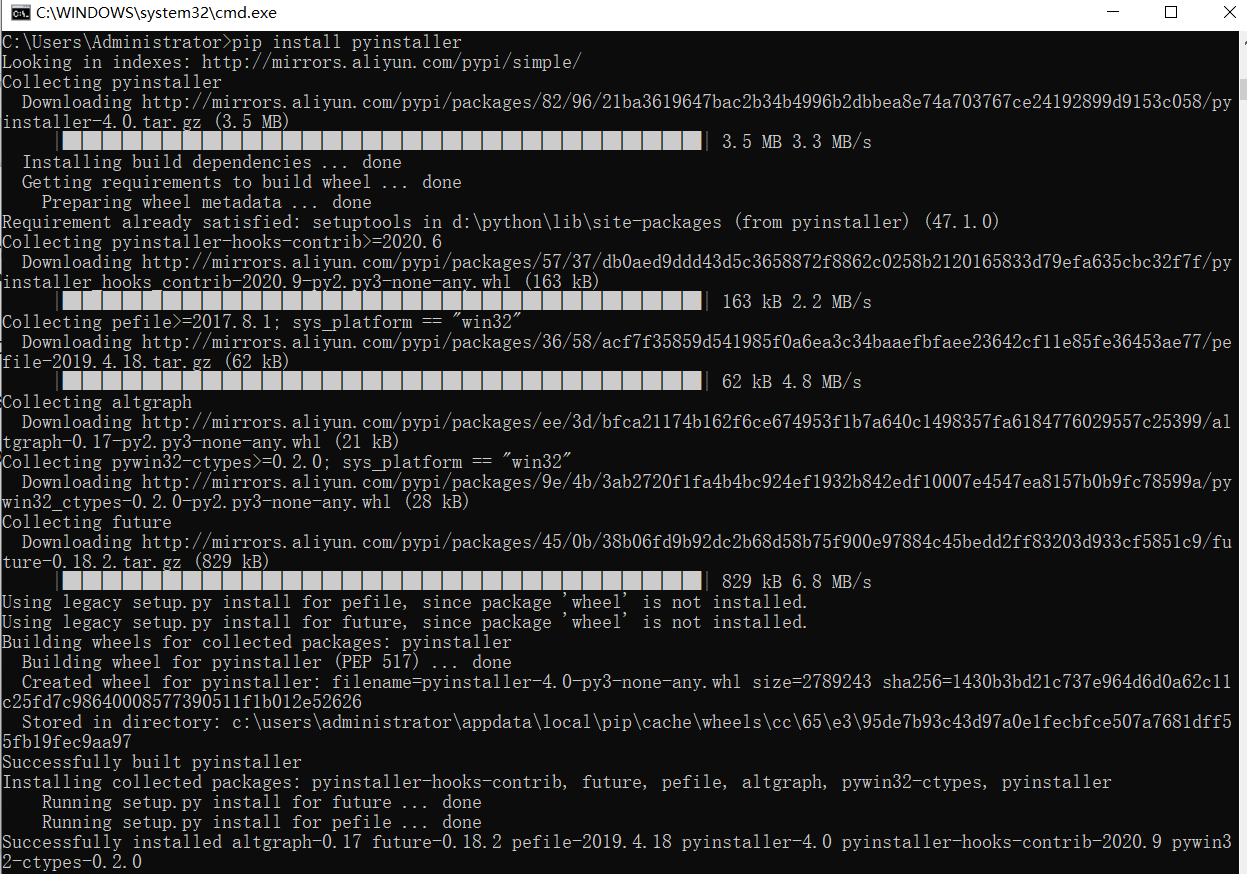 C:\WINDOWS\system32\cmd.exe
C:\Users\Administrator>pip install pyinstaller
Looking in indexes: http://mirrors.aliyun.com/pypi/simple/
Collecting pyinstaller
  Downloading http://mirrors.aliyun.com/pypi/packages/82/96/21ba3619647bac2b34b4996b2dbbea8e74a703767ce24192899d9153c058/py
installer-4.0.tar.gz (3.5 MB)
3.5 MB 3.3 MB/s
  Installing build dependencies ... done
  Getting requirements to build wheel ... done
    Preparing wheel metadata ... done
Requirement already satisfied: setuptools in d:\python\lib\site-packages (from pyinstaller) (47.1.0)
Collecting pyinstaller-hooks-contrib>=2020.6
  Downloading http://mirrors.aliyun.com/pypi/packages/57/37/db0aed9ddd43d5c3658872f8862c0258b2120165833d79efa635cbc32f7f/py
installer_hooks_contrib-2020.9-py2.py3-none-any.whl (163 kB)
163 kB 2.2 MB/s
Collecting pefile>=2017.8.1; sys_platform == "win32"
  Downloading http://mirrors.aliyun.com/pypi/packages/36/58/acf7f35859d541985f0a6ea3c34baaefbfaee23642cf11e85fe36453ae77/pe
file-2019.4.18.tar.gz (62 kB)
62 kB 4.8 MB/s
Collecting altgraph
  Downloading http://mirrors.aliyun.com/pypi/packages/ee/3d/bfca21174b162f6ce674953f1b7a640c1498357fa6184776029557c25399/al
tgraph-0.17-py2.py3-none-any.whl (21 kB)
Collecting pywin32-ctypes>=0.2.0; sys_platform == "win32"
  Downloading http://mirrors.aliyun.com/pypi/packages/9e/4b/3ab2720f1fa4b4bc924ef1932b842edf10007e4547ea8157b0b9fc78599a/py
win32_ctypes-0.2.0-py2.py3-none-any.whl (28 kB)
Collecting future
  Downloading http://mirrors.aliyun.com/pypi/packages/45/0b/38b06fd9b92dc2b68d58b75f900e97884c45bedd2ff83203d933cf5851c9/fu
ture-0.18.2.tar.gz (829 kB)
829 kB 6.8 MB/s
Using legacy setup.py install for pefile, since package 'wheel' is not installed.
Using legacy setup.py install for future, since package 'wheel' is not installed.
Building wheels for collected packages: pyinstaller
  Building wheel for pyinstaller (PEP 517) ... done
  Created wheel for pyinstaller: filename=pyinstaller-4.0-py3-none-any.whl size=2789243 sha256=1430b3bd21c737e964d6d0a62c11
c25fd7c98640008577390511f1b012e52626
  Stored in directory: c:\users\administrator\appdata\local\pip\cache\wheels\cc\65\e3\95de7b93c43d97a0e1fecbfce507a7681dff5
5fb19fec9aa97
Successfully built pyinstaller
Installing collected packages: pyinstaller-hooks-contrib, future, pefile, altgraph, pywin32-ctypes, pyinstaller
    Running setup.py install for future ... done
    Running setup.py install for pefile ... done
Successfully installed altgraph-0.17 future-0.18.2 pefile-2019.4.18 pyinstaller-4.0 pyinstaller-hooks-contrib-2020.9 pywin3
2-ctypes-0.2.0